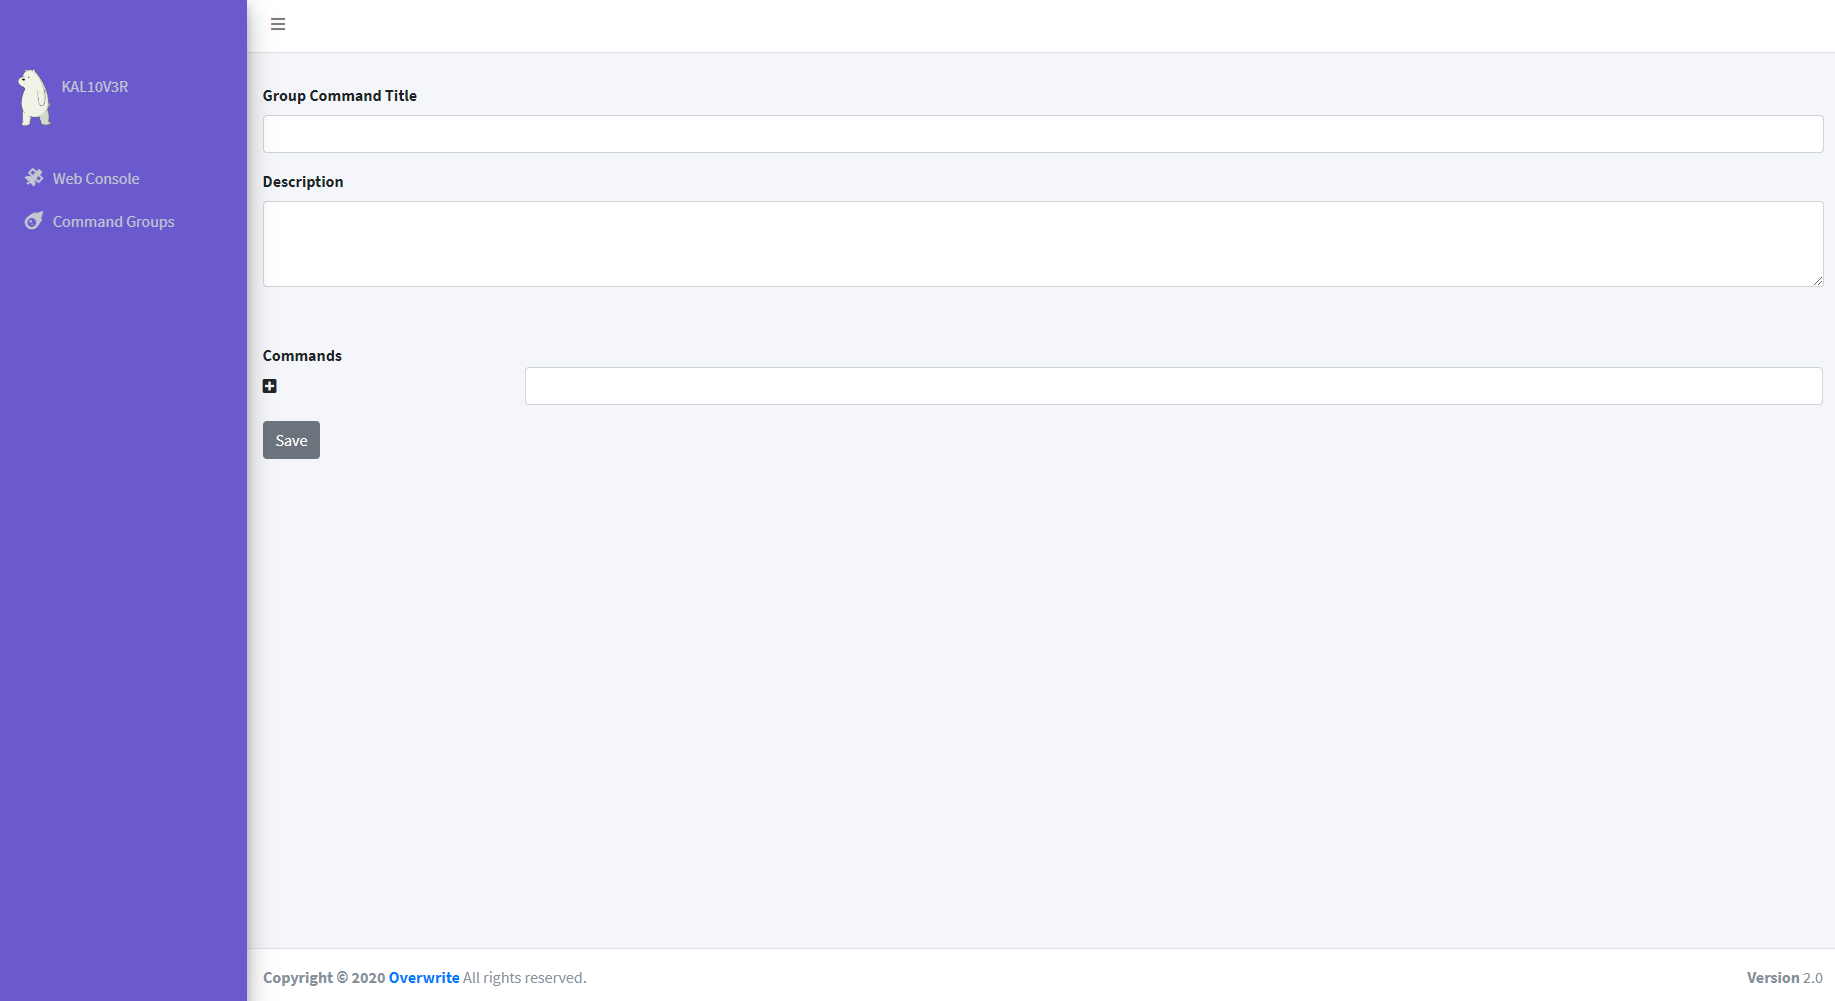 KAL10V3R
Web Console
Command Groups
Group Command Title
Description
Commands
Save
Copyright © 2020 Overwrite All rights reserved.
Version 2.0